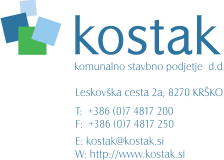 kostak
komunalno stavbno podjetje d.d.
Leskovška cesta 2a, 8270 KRŠKO
T: +386 (0)7 4817 200
F: +386 (0)7 4817 250
E: kostak@kostak.si
W: http://www.kostak.si